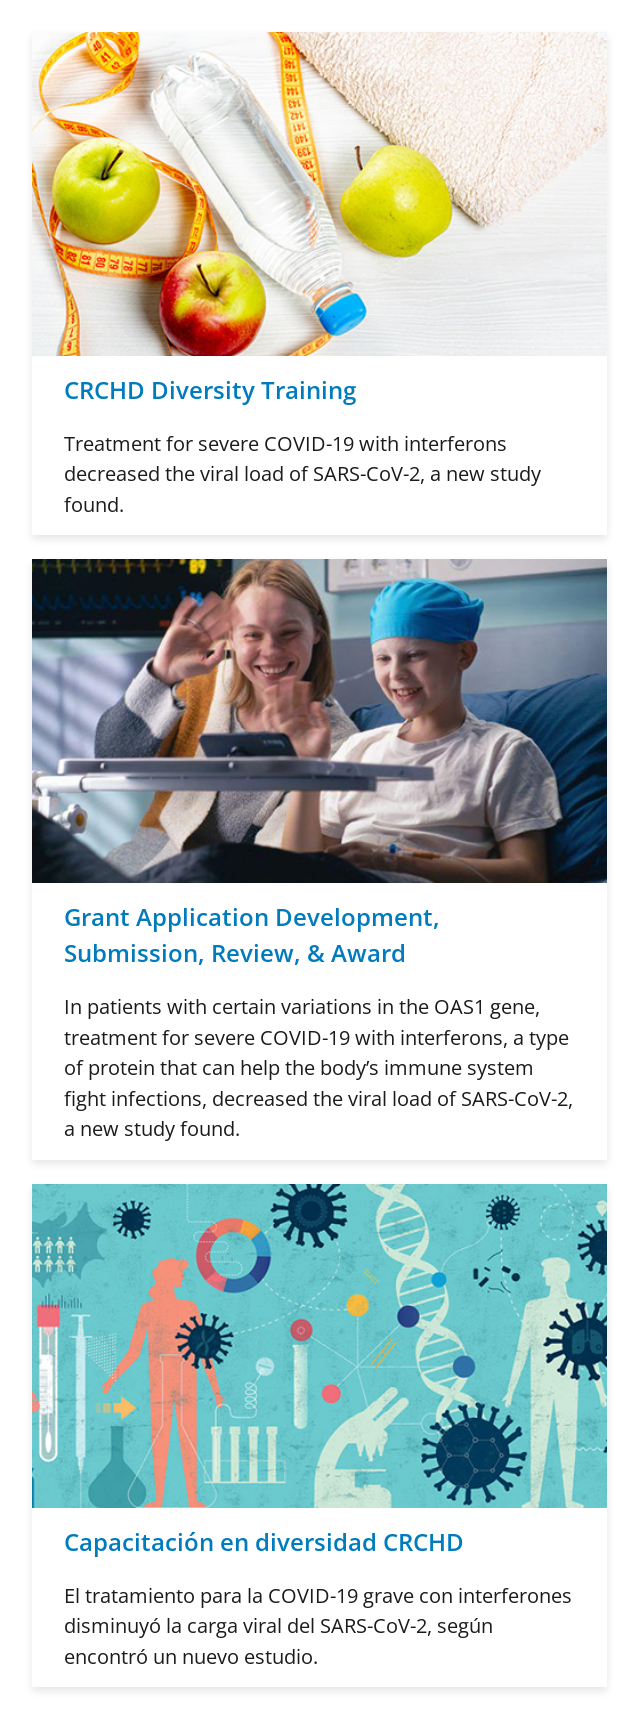 CRCHD Diversity Training
Treatment for severe COVID-19 with interferons
decreased the viral load of SARS-CoV-2, a new study
found.
Grant Application Development,
Submission, Review, & Award
In patients with certain variations in the OAS1 gene,
treatment for severe COVID-19 with interferons, a type
of protein that can help the body’s immune system
fight infections, decreased the viral load of SARS-CoV-2,
a new study found.
Capacitación en diversidad CRCHD
El tratamiento para la COVID-19 grave con interferones
disminuyó la carga viral del SARS-CoV-2, según
encontró un nuevo estudio.